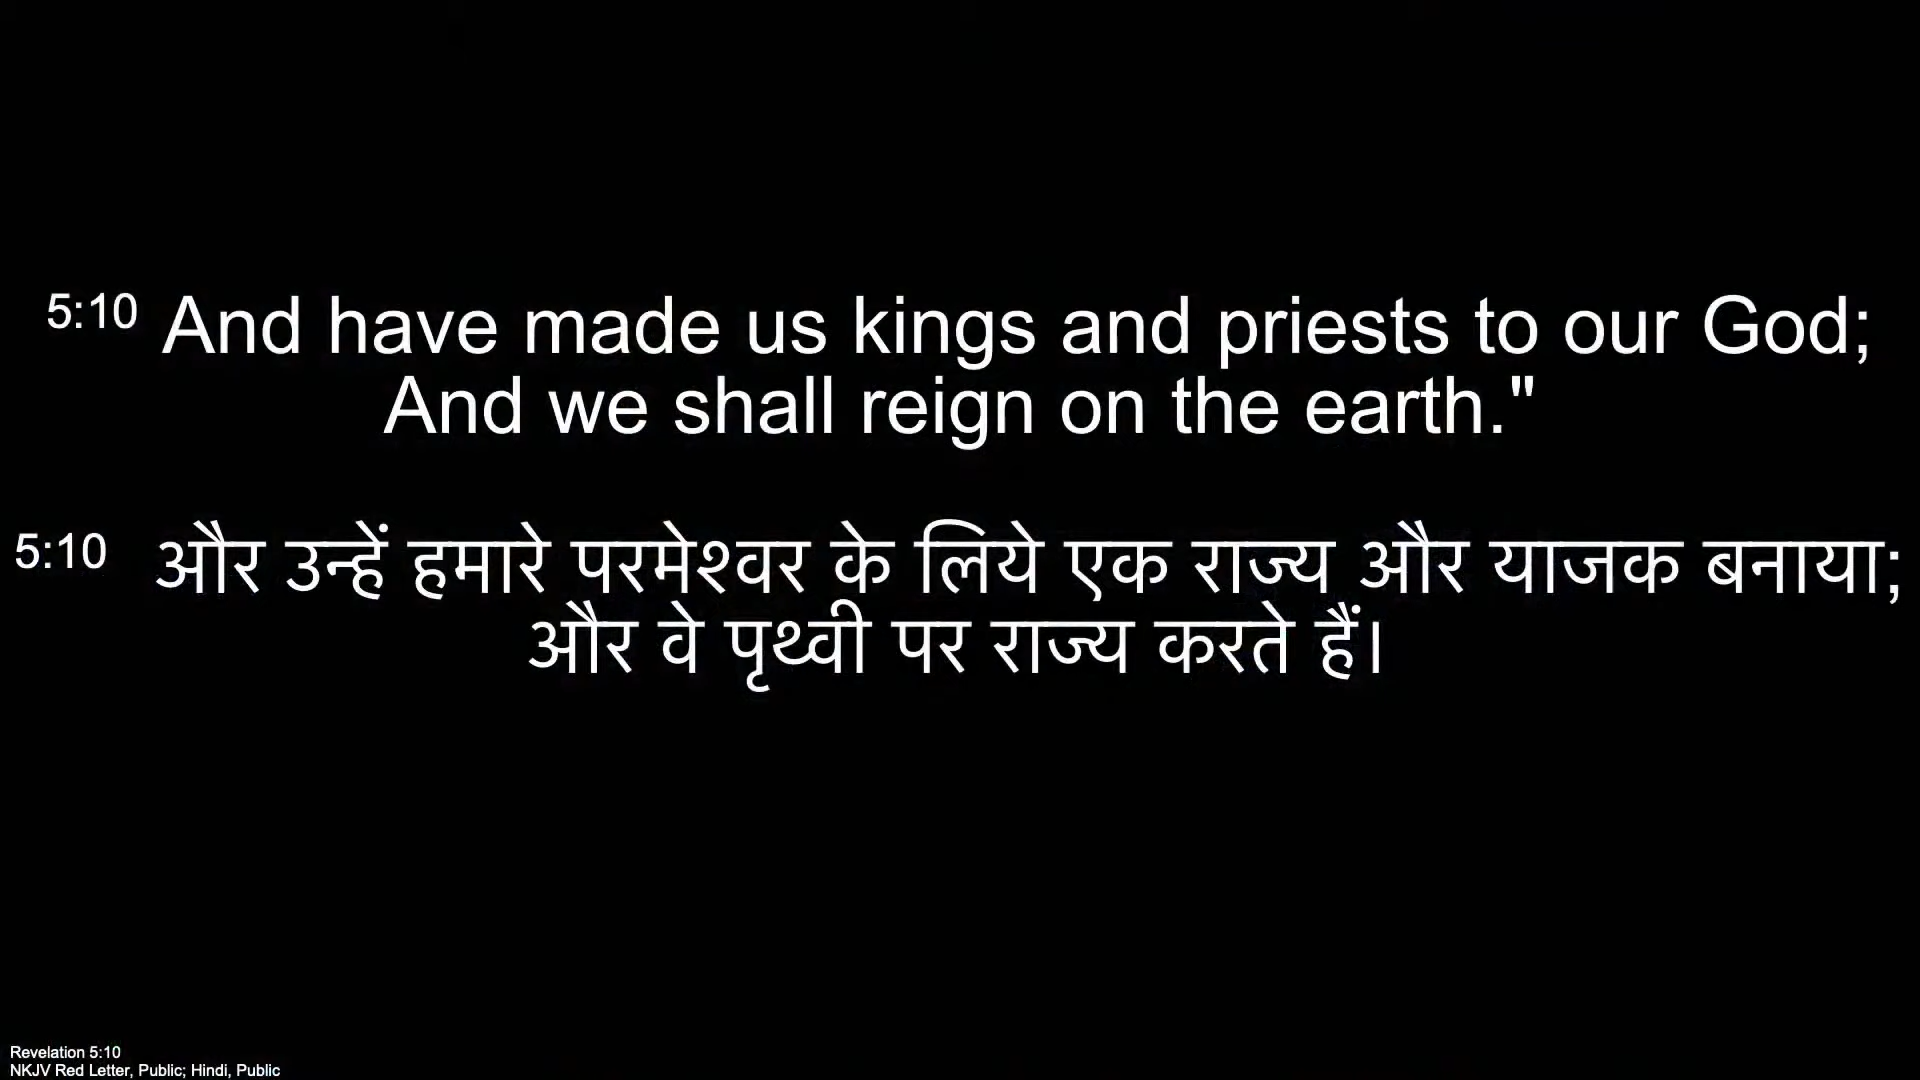 5:10 And have made us kings and priests to our God;
And we shall reign on the earth."
5:10 और उन्हें हमारे परमेश्वर के लिये एक राज्य और याजक बनाया;
और वे पृथ्वी पर राज्य करते हैं।
Revelation 5:10
NKJV Red Letter, Public; Hindi, Public